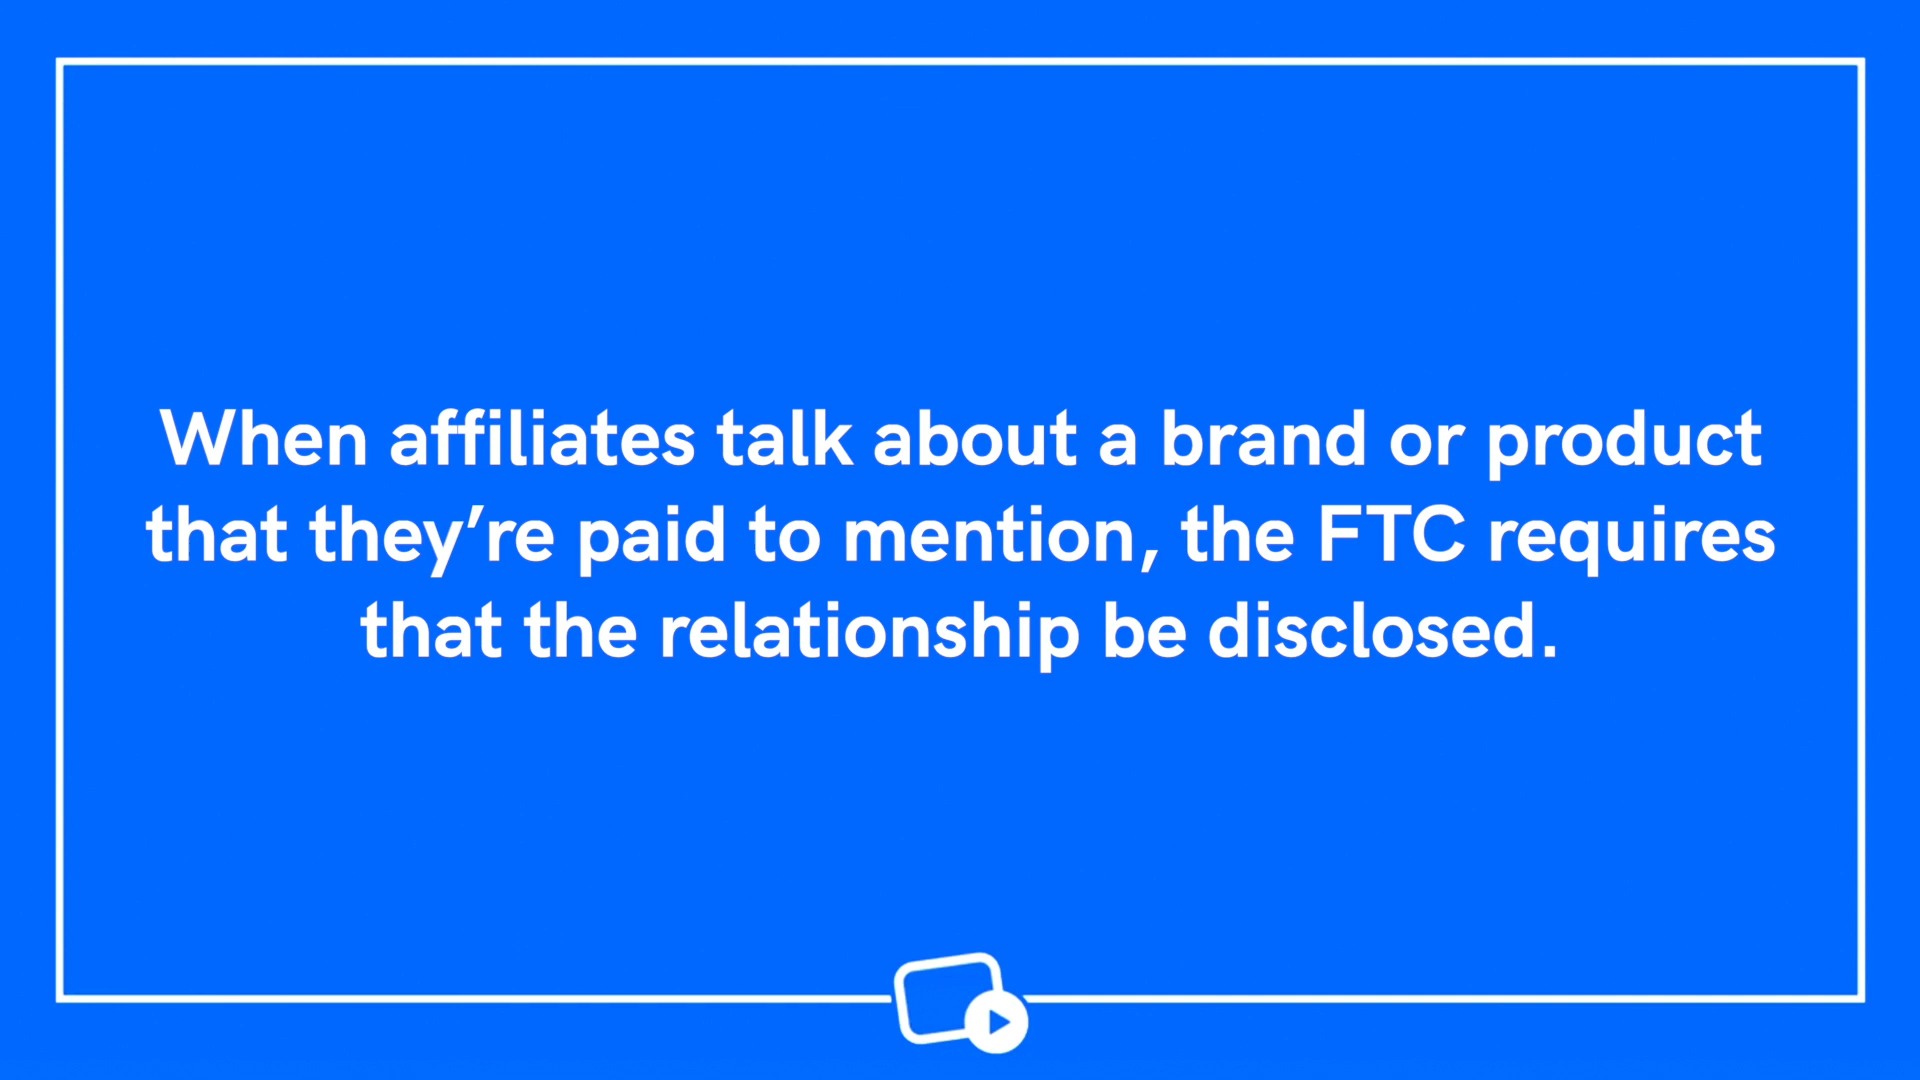 When affiliates talk about a brand or product
that they’re paid to mention, the FTC requires
that the relationship be disclosed.